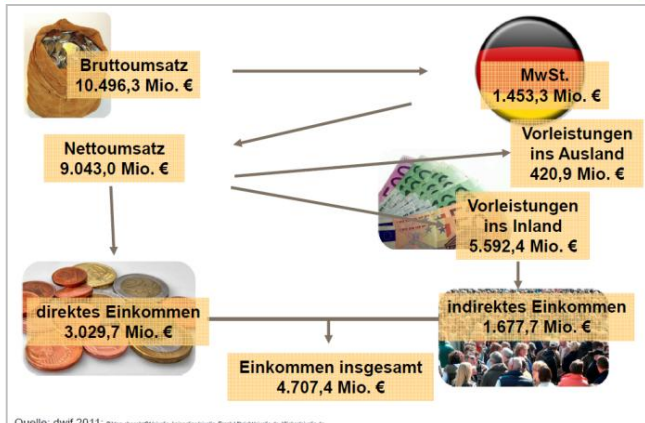 Bruttoumsatz
10.496,3 Mio. €
MwSt.
1.453,3 Mio. €
Nettoumsatz
9.043,0 Mio. €
Vorleistungen
ins Ausland
420,9 Mio. €
Vorleistungen
ins Inland
5.592,4 Mio. €
direktes Einkommen
3.029,7 Mio. €
indirektes Einkommen
1.677,7 Mio. €
Einkommen insgesamt
4.707,4 Mio. €
Quelle: dwif 2011;